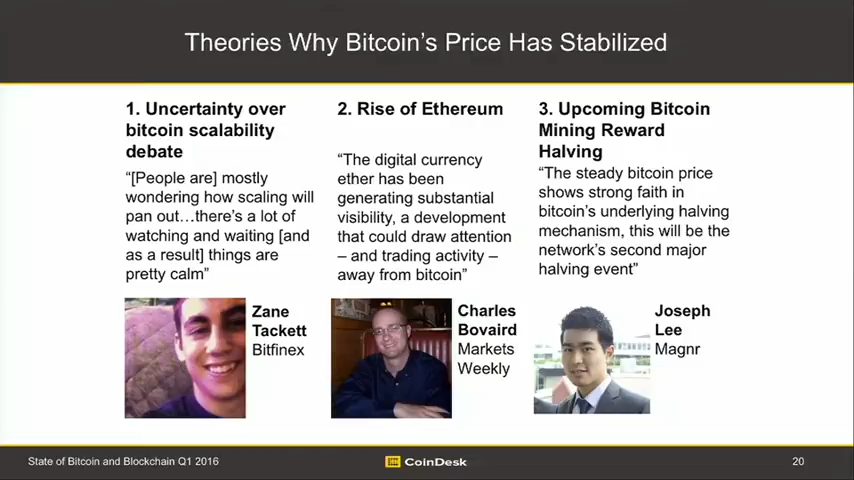 Theories Why Bitcoin's Price Has Stabilized
1. Uncertainty over
bitcoin scalability
debate
“[People are] mostly
wondering how scaling will
pan out…there’s a lot of
watching and waiting [and
as a result] things are
pretty calm”
Zane
Tackett
Bitfinex
2. Rise of Ethereum
“The digital currency
ether has been
generating substantial
visibility, a development
that could draw attention
– and trading activity –
away from bitcoin”
Charles
Bovaird
Markets
Weekly
3. Upcoming Bitcoin
Mining Reward
Halving
“The steady bitcoin price
shows strong faith in
bitcoin’s underlying halving
mechanism, this will be the
network’s second major
halving event”
Joseph
Lee
Magnr
State of Bitcoin and Blockchain Q1 2016
CoinDesk
20